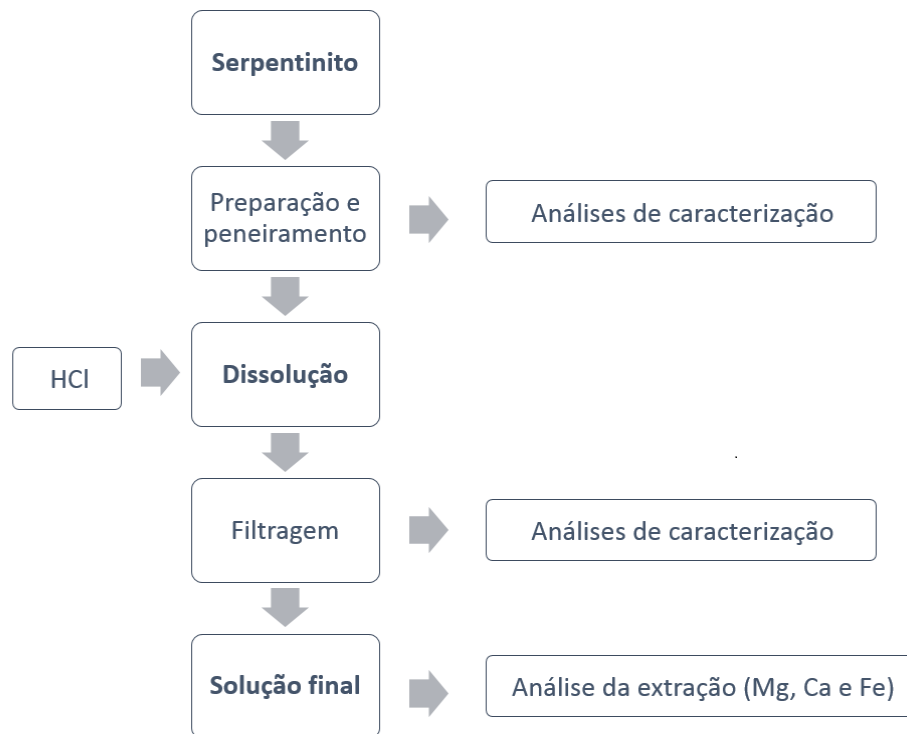 Serpentinito
Preparação e
peneiramento
Análises de caracterização
HCl
Dissolução
Filtragem
Análises de caracterização
Solução final
Análise da extração (Mg, Ca e Fe)